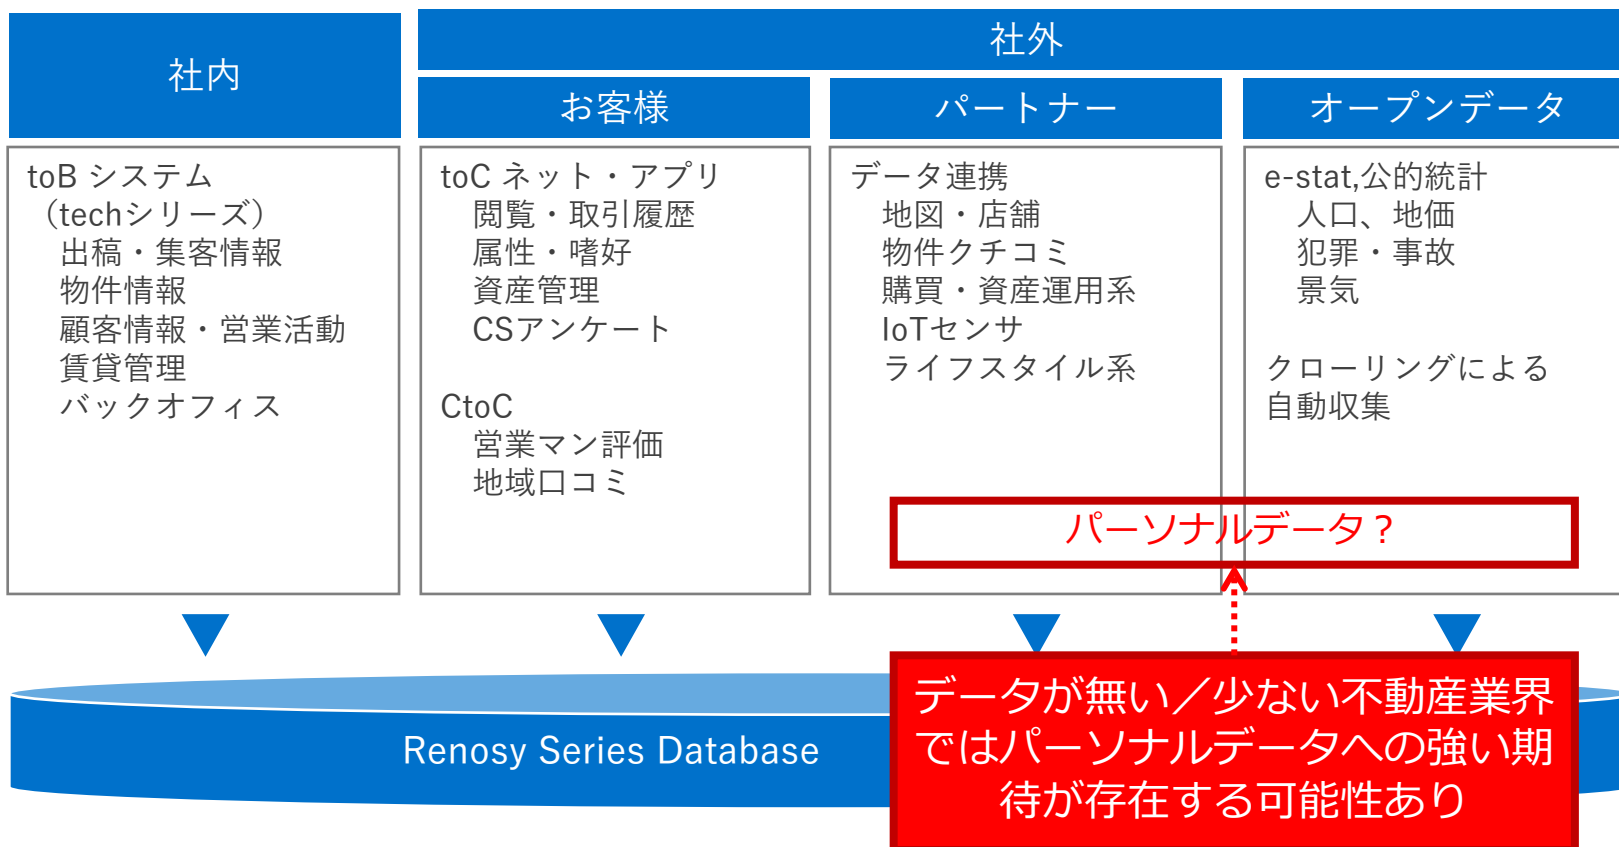 社内
社外
お客様
パートナー
オープンデータ
toB システム
（techシリーズ）
出稿・集客情報
物件情報
顧客情報・営業活動
賃貸管理
バックオフィス
toC ネット・アプリ
閲覧・取引履歴
属性・嗜好
資産管理
CSアンケート
CtoC
営業マン評価
地域口コミ
データ連携
地図・店舗
物件クチコミ
購買・資産運用系
IoTセンサ
ライフスタイル系
e-stat,公的統計
人口、地価
犯罪・事故
景気
クローリングによる
自動収集
パーソナルデータ？
Renosy Series Database
データが無い／少ない不動産業界
ではパーソナルデータへの強い期
待が存在する可能性あり